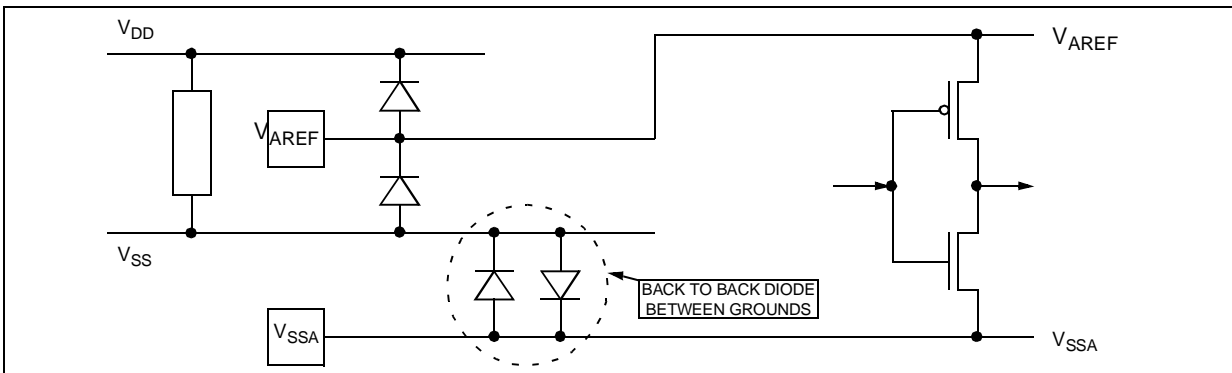 VDD
VAREF
VAREF
VSS
BACK TO BACK DIODE
BETWEEN GROUNDS
VSSA
VSSA